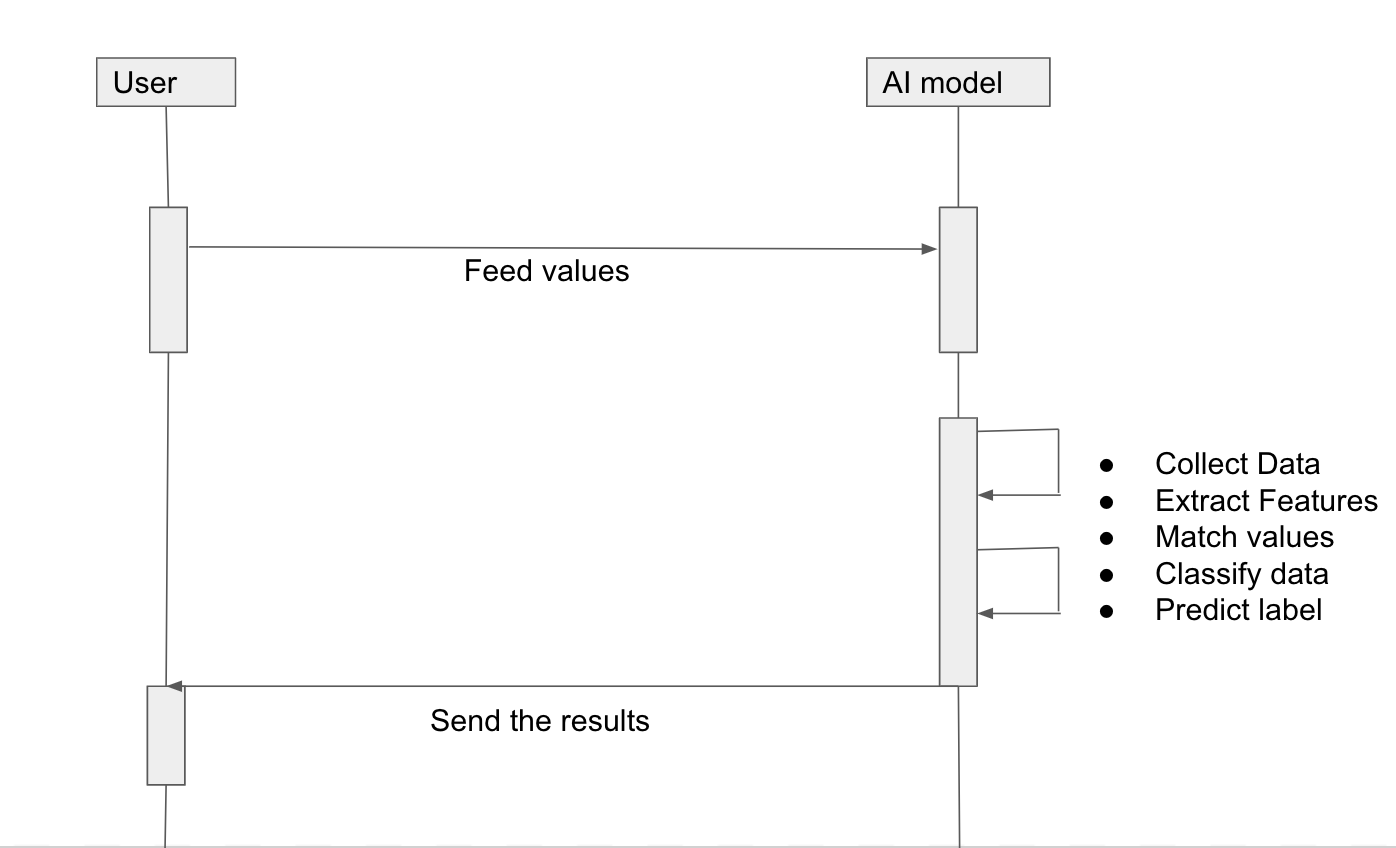 User
AI model
Feed values
● Collect Data
● Extract Features
● Match values
● Classify data
● Predict label
Send the results